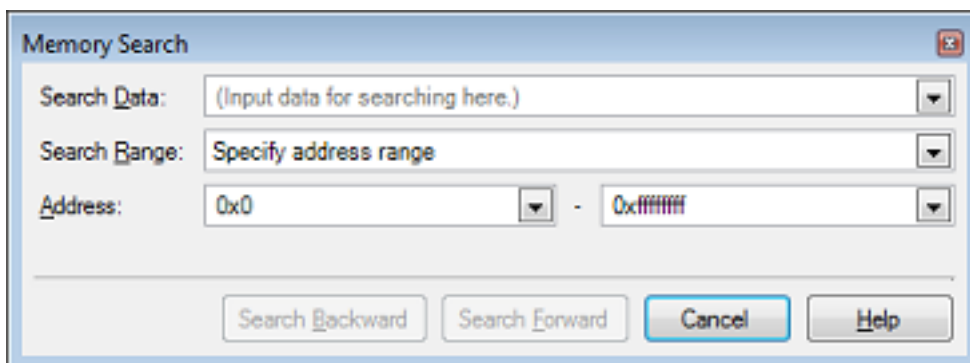 Memory Search
Search Data: (Input data for searching here.)
Search Range: Specify address range
Address: 0x0 - 0xffffffff
Search Backward Search Forward Cancel Help